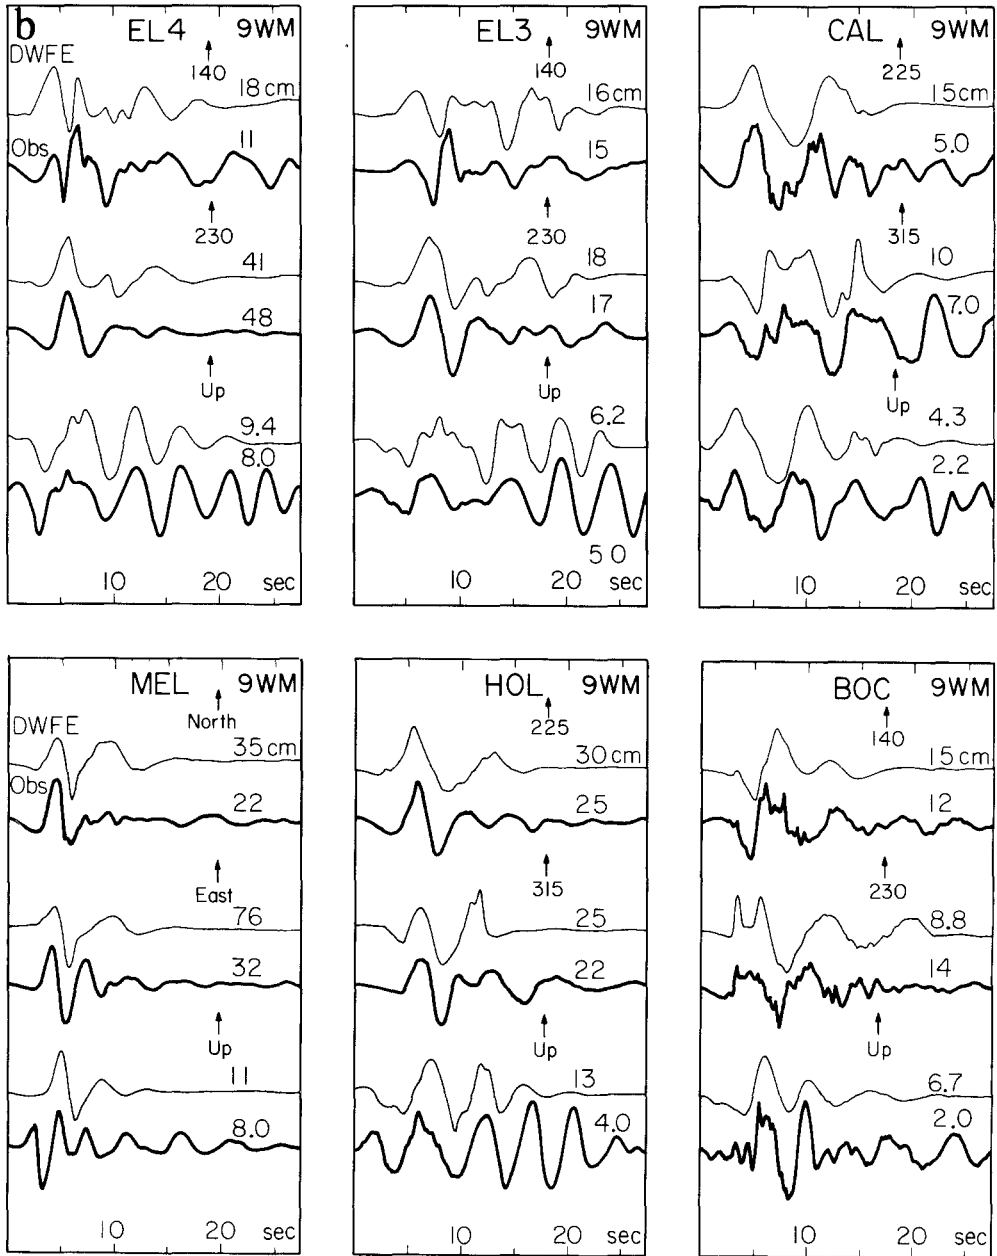 b
EL4 9WM
DWFE
140
18 cm
Obs
11
230
41
48
Up
9.4
8.0
10 20 sec
EL3 9WM
140
16 cm
15
230
18
17
Up
6.2
5 0
10 20 sec
CAL 9WM
225
15 cm
5.0
315
10
7.0
Up
4.3
2.2
10 20 sec
MEL 9WM
North
DWFE
35 cm
Obs
22
East
76
32
Up
11
8.0
10 20 sec
HOL 9WM
225
30 cm
25
315
25
22
Up
13
4.0
10 20 sec
BOC 9WM
140
15 cm
12
230
8.8
14
Up
6.7
2.0
10 20 sec